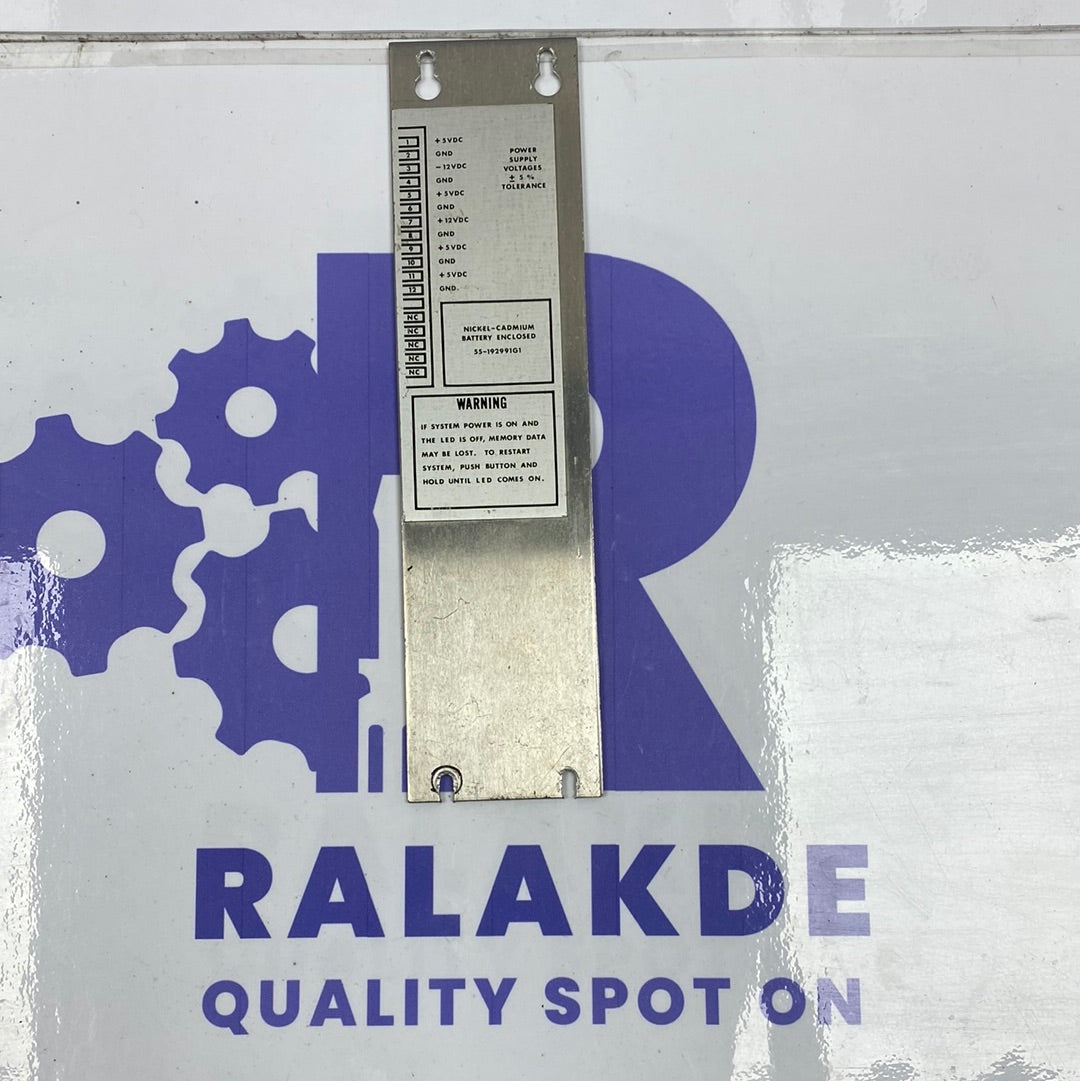 1 +5VDC
2 GND
3 -12VDC
4 GND
5 +5VDC
6 GND
7 +12VDC
8 GND
9 +5VDC
10 GND
11 +5VDC
12 GND.
NC
NC
NC
NC
NC
POWER
SUPPLY
VOLTAGES
± 5 %
TOLERANCE
NICKEL-CADMIUM
BATTERY ENCLOSED
55-192991G1
WARNING
IF SYSTEM POWER IS ON AND
THE LED IS OFF, MEMORY DATA
MAY BE LOST. TO RESTART
SYSTEM, PUSH BUTTON AND
HOLD UNTIL LED COMES ON.
RALAKDE
QUALITY SPOT ON